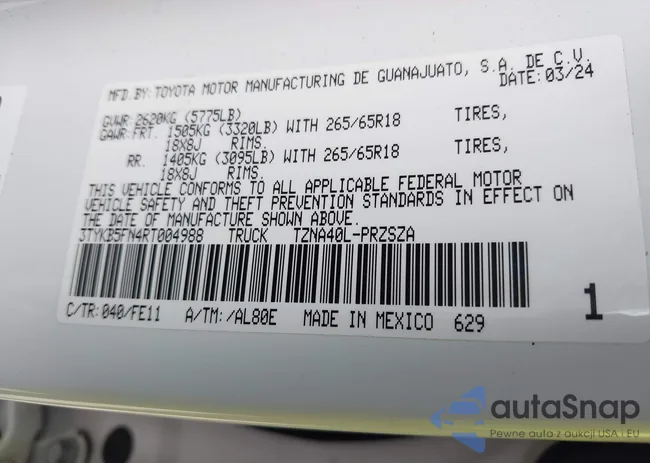 MFD.BY:TOYOTA MOTOR MANUFACTURING DE GUANAJUATO, S.A. DE C.V.
DATE:03/24
GVWR 2620KG (5775LB)
GAWR:FRT. 1505KG (3320LB) WITH 265/65R18 TIRES,
18X8J RIMS.
RR. 1405KG (3095LB) WITH 265/65R18 TIRES,
18X8J RIMS.
THIS VEHICLE CONFORMS TO ALL APPLICABLE FEDERAL MOTOR
VEHICLE SAFETY AND THEFT PREVENTION STANDARDS IN EFFECT ON
THE DATE OF MANUFACTURE SHOWN ABOVE.
3TYKB5FN4RT004988 TRUCK TZNA40L-PRZSZA
C/TR:040/FE11 A/TM:/AL80E MADE IN MEXICO 629
1
autoSnap
Pewne auta z aukcji USA i EU